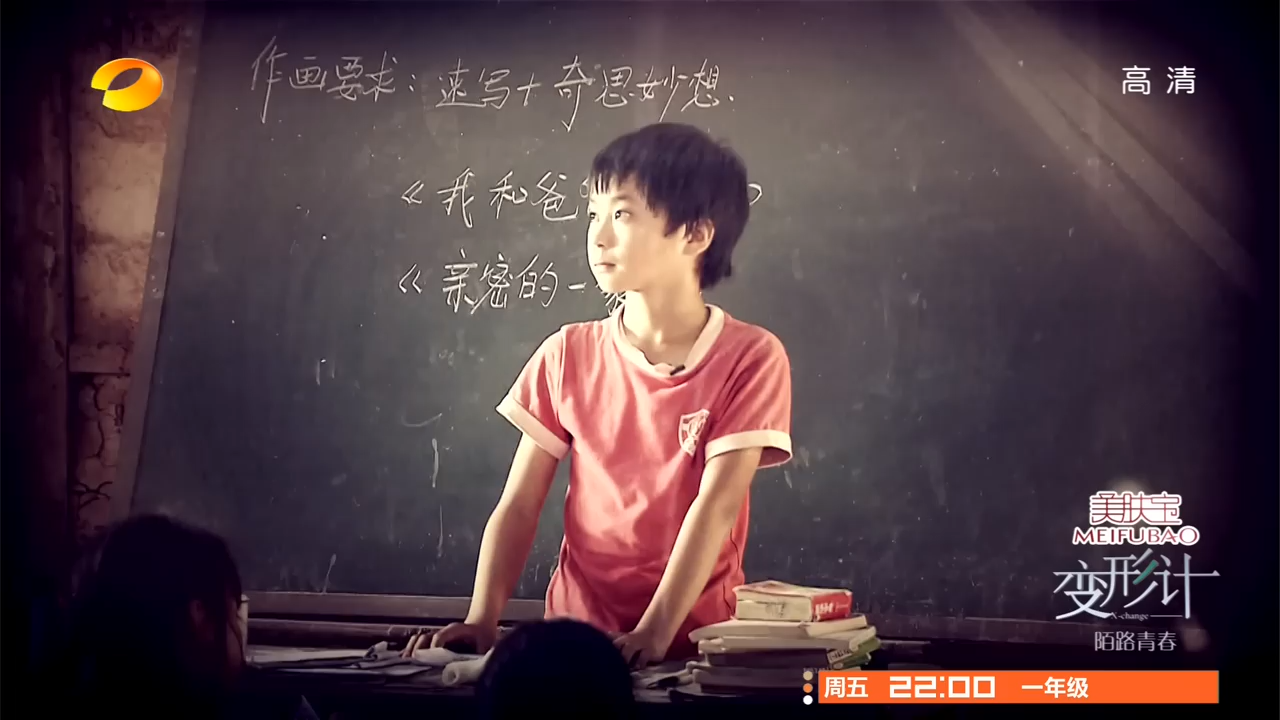 作画要求：速写+奇思妙想.
高清
《我和爸
《亲密的一家
美肤宝
MEIFUBAO
变形计
X-change
陌路青春
周五 22:00 一年级